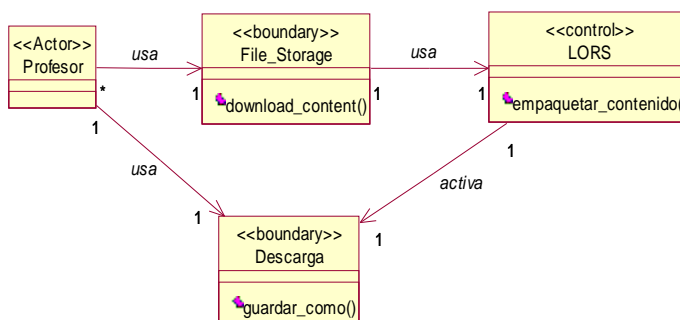 <<Actor>>
Profesor
usa
<<boundary>>
File_Storage
download_content()
usa
<<control>>
LORS
empaquetar_contenido(
*
1
1
1
1
usa
1
activa
1
1
<<boundary>>
Descarga
guardar_como()